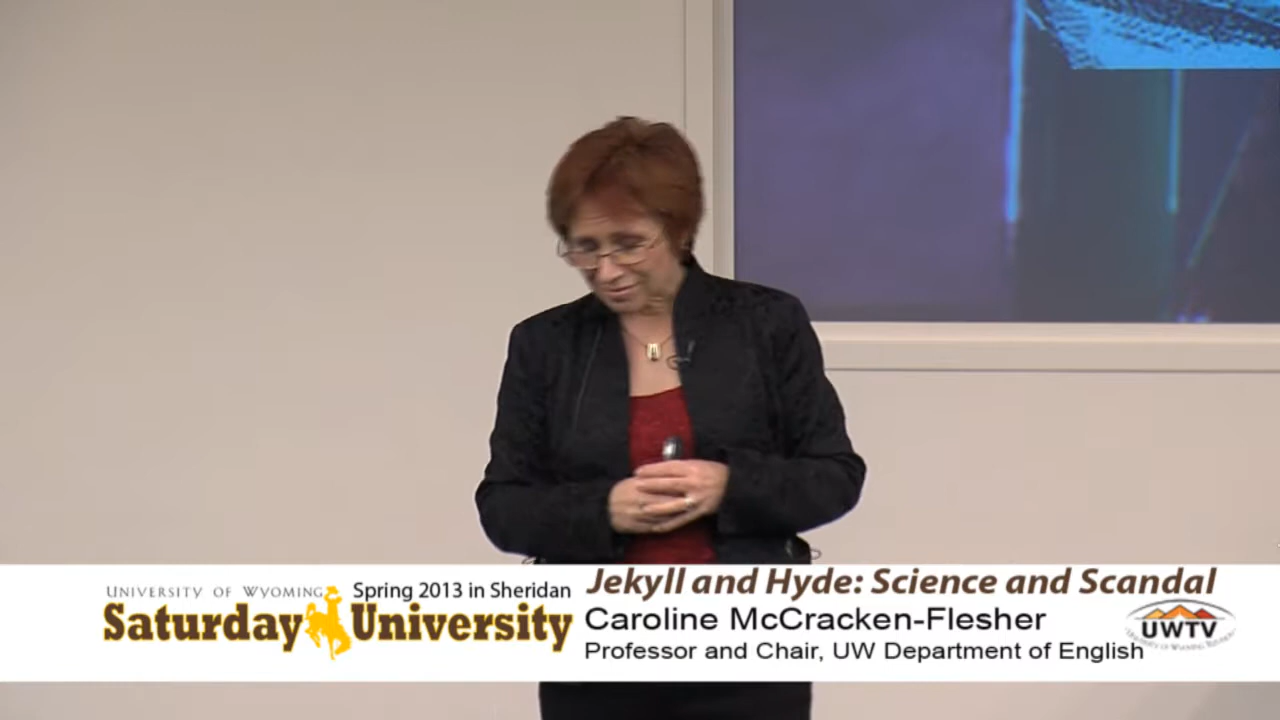 UNIVERSITY OF WYOMING
Spring 2013 in Sheridan
Saturday University
Jekyll and Hyde: Science and Scandal
Caroline McCracken-Flesher
Professor and Chair, UW Department of English
UWTV